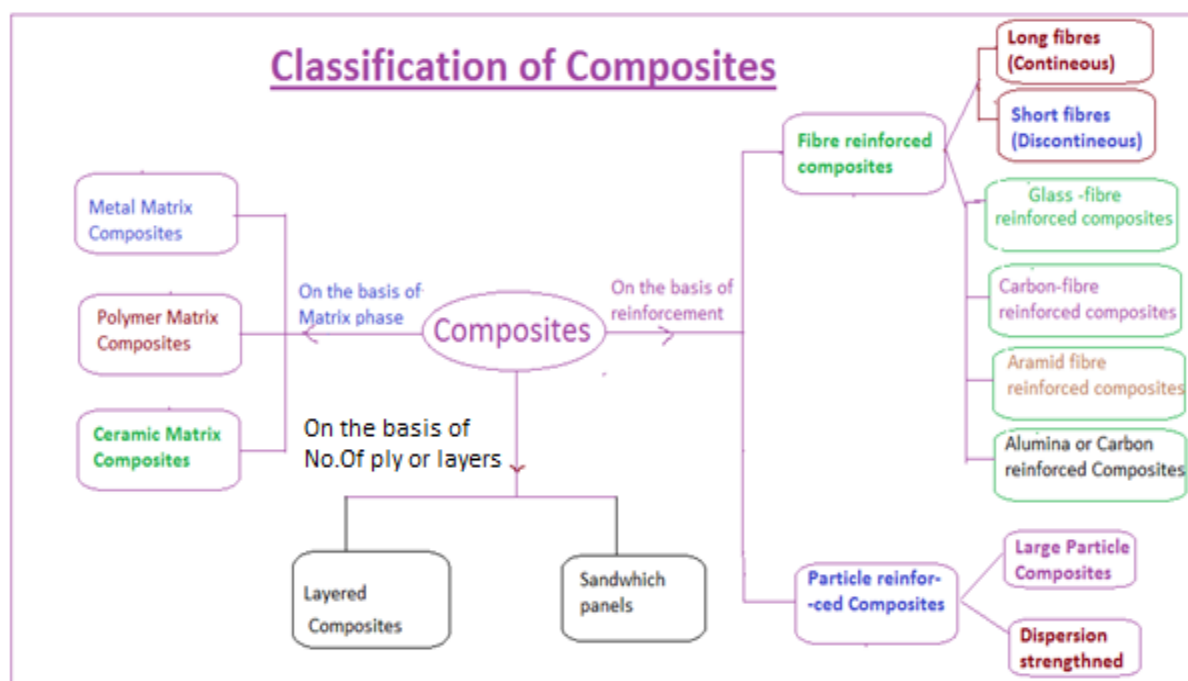 Classification of Composites
Long fibres
(Contineous)
Short fibres
(Discontineous)
Fibre reinforced
composites
Glass -fibre
reinforced composites
Carbon-fibre
reinforced composites
Aramid fibre
reinforced composites
Alumina or Carbon
reinforced Composites
Metal Matrix
Composites
Polymer Matrix
Composites
Ceramic Matrix
Composites
On the basis of
Matrix phase
Composites
On the basis of
reinforcement
On the basis of
No.Of ply or layers
Layered
Composites
Sandwhich
panels
Particle reinfor-
-ced Composites
Large Particle
Composites
Dispersion
strengthned